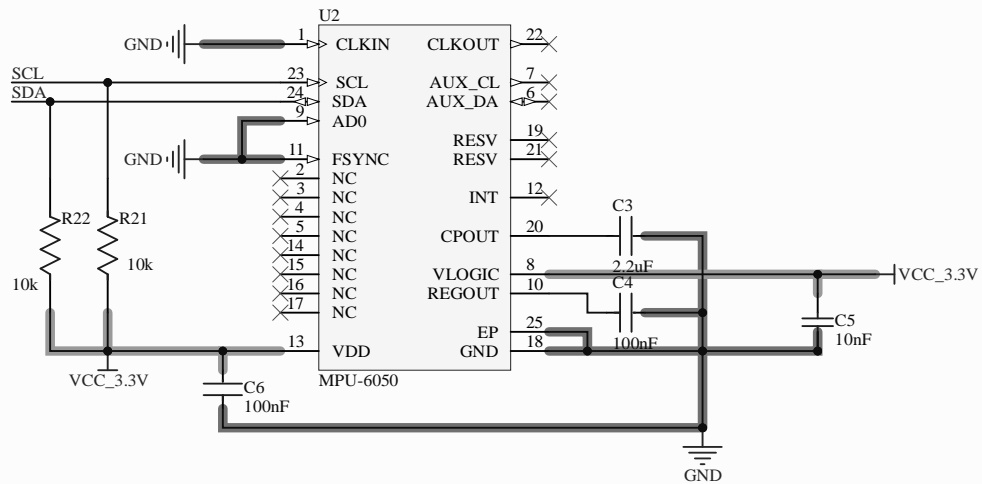 U2
GND 1 CLKIN CLKOUT 22
SCL 23 SCL AUX_CL 7
SDA 24 SDA AUX_DA 6
9 AD0
RESV 19
GND 11 FSYNC RESV 21
2 NC
3 NC INT 12
4 NC
5 NC CPOUT 20 C3
14 NC
15 NC VLOGIC 8 2.2uF VCC_3.3V
16 NC REGOUT 10 C4
17 NC
R22 R21
10k 10k
EP 25 100nF
C5
10nF
13 VDD GND 18
VCC_3.3V MPU-6050
C6
100nF
GND